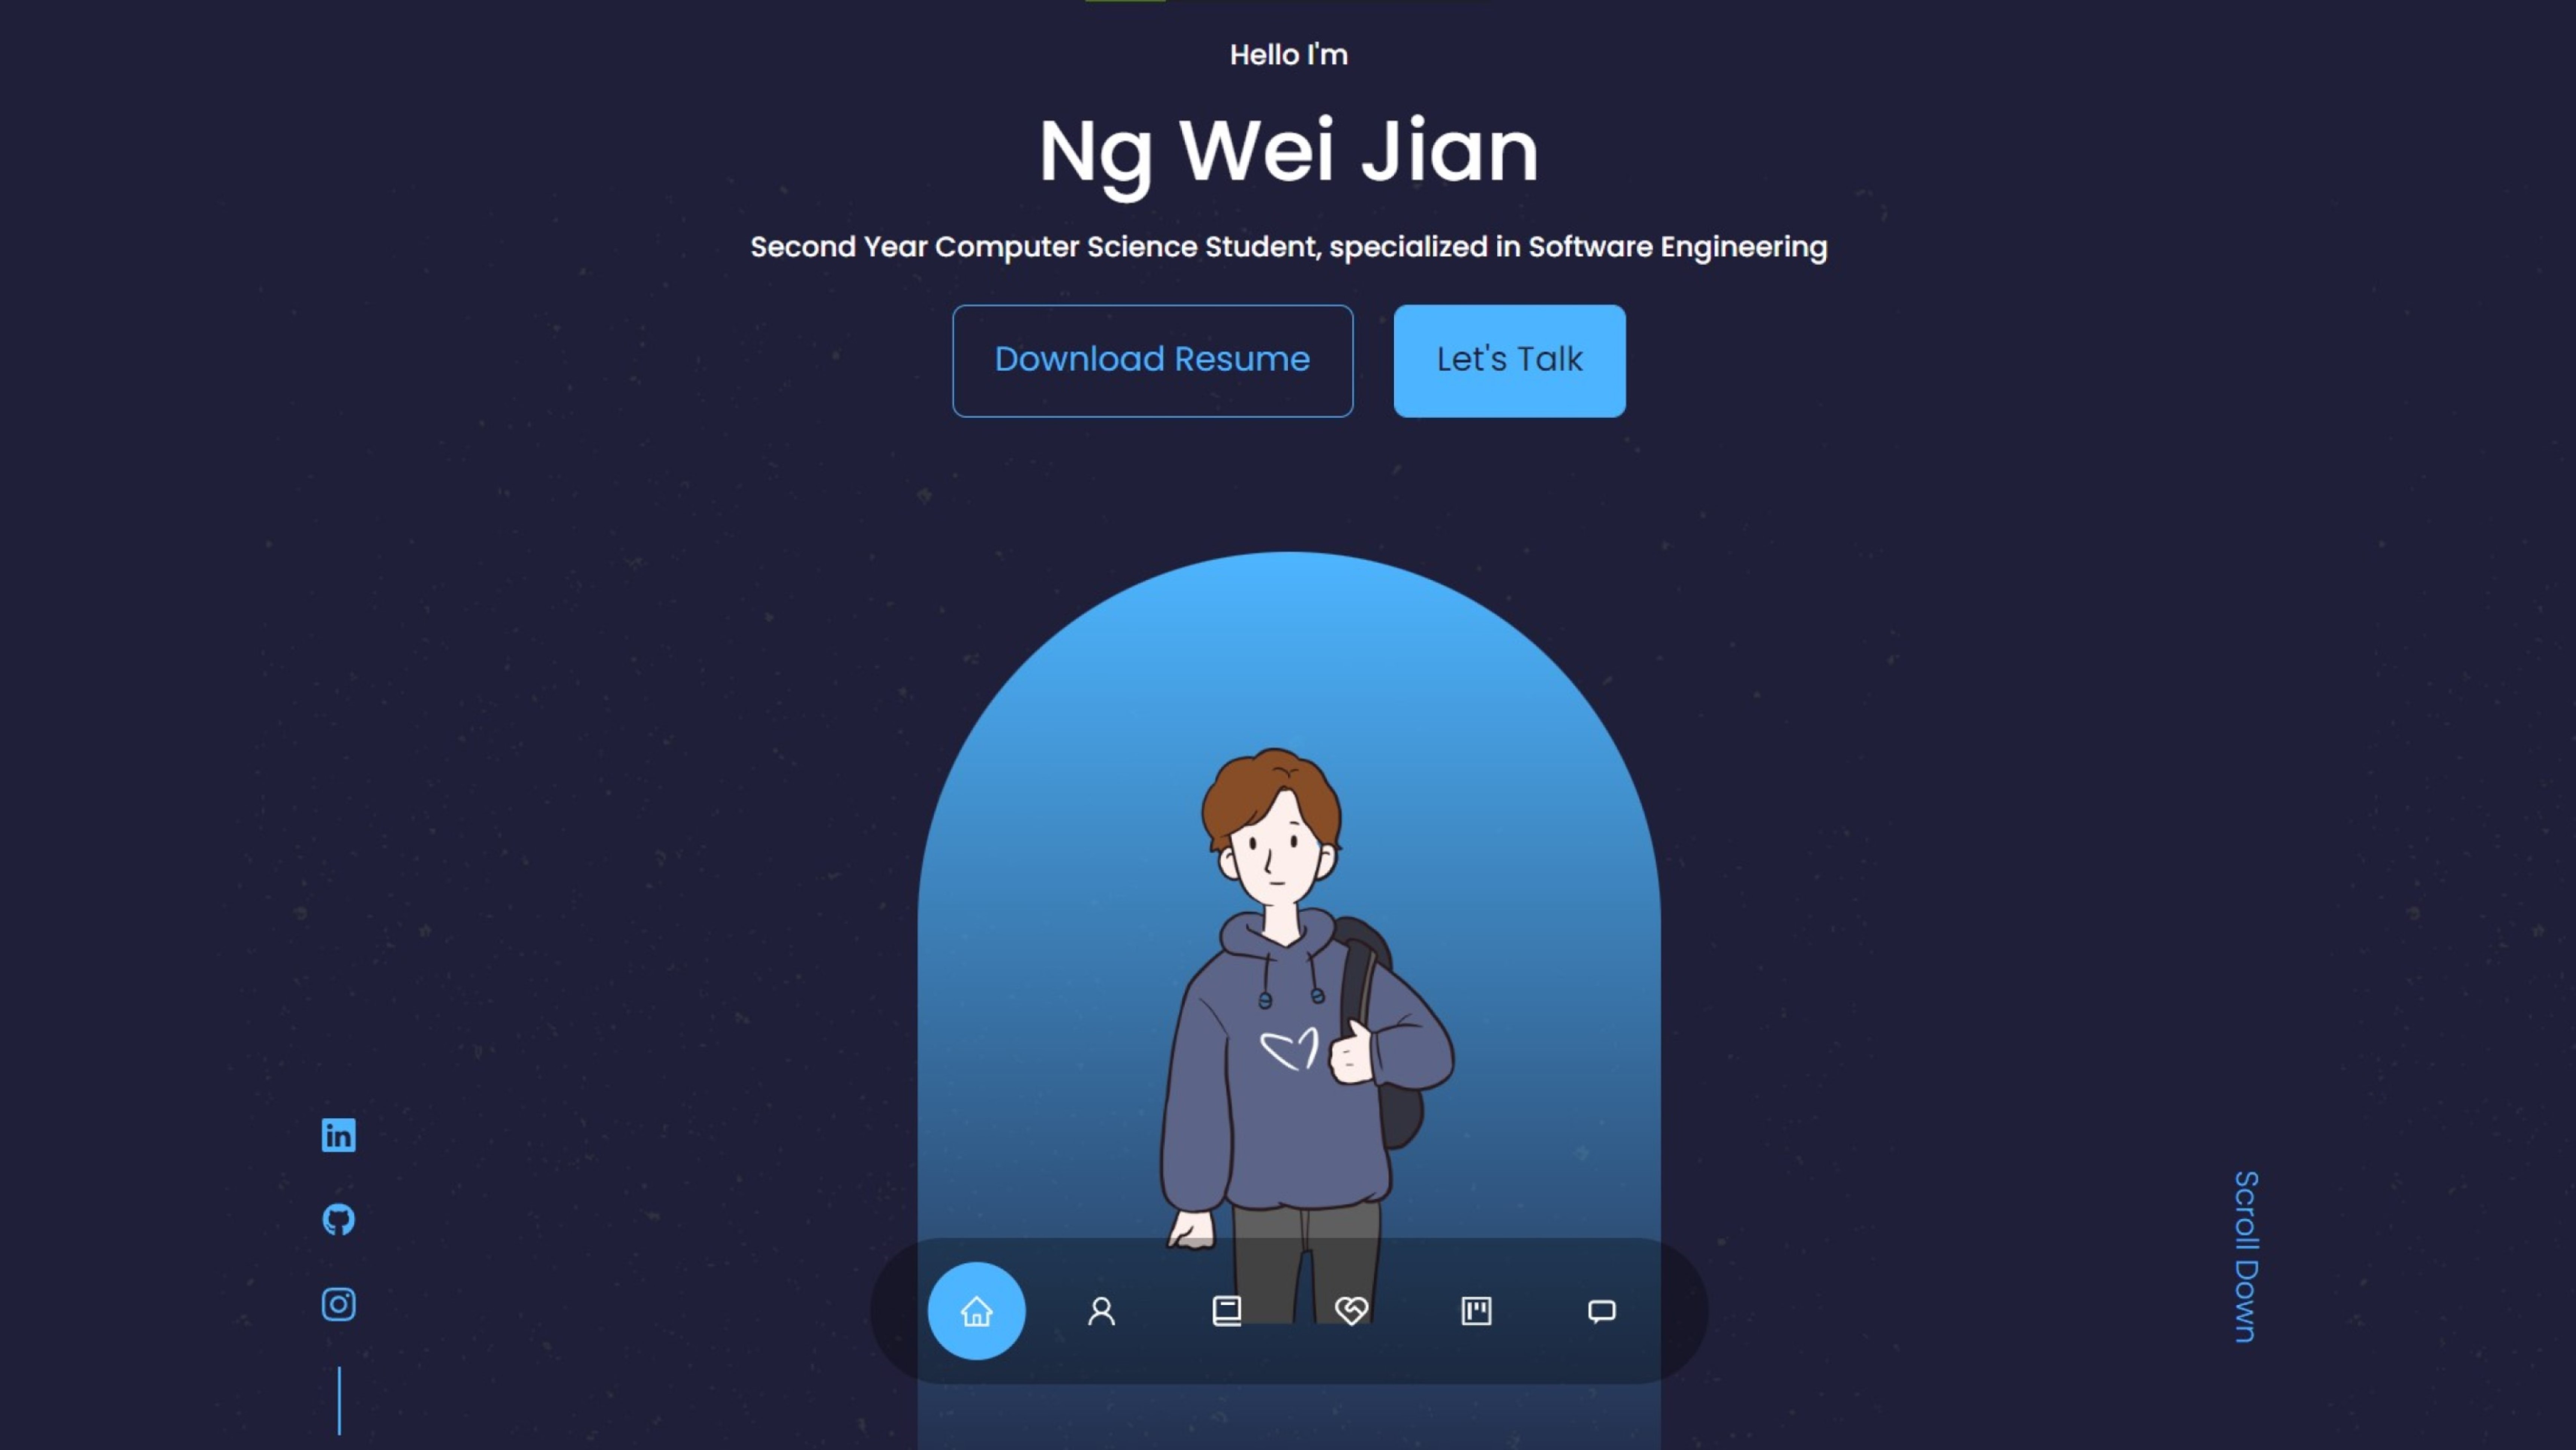 Hello I'm
Ng Wei Jian
Second Year Computer Science Student, specialized in Software Engineering
Download Resume
Let's Talk
in
Scroll Down